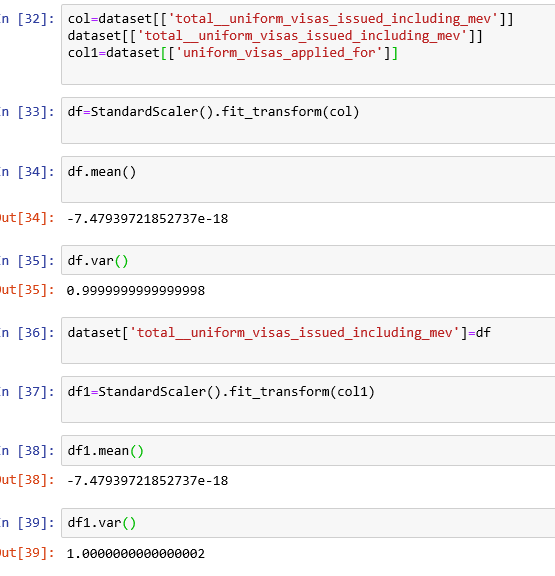 n [32]: col=dataset[['total__uniform_visas_issued_including_mev']]
dataset[['total__uniform_visas_issued_including_mev']]
col1=dataset[['uniform_visas_applied_for']]
n [33]: df=StandardScaler().fit_transform(col)
n [34]: df.mean()
ut[34]: -7.47939721852737e-18
n [35]: df.var()
ut[35]: 0.9999999999999998
n [36]: dataset['total__uniform_visas_issued_including_mev']=df
n [37]: df1=StandardScaler().fit_transform(col1)
n [38]: df1.mean()
ut[38]: -7.47939721852737e-18
n [39]: df1.var()
ut[39]: 1.0000000000000002